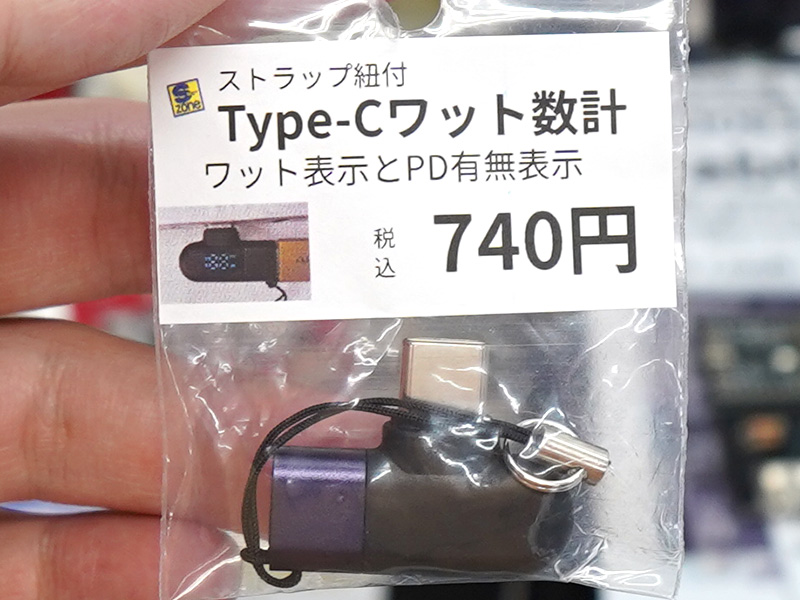 S
zone
ストラップ紐付
Type-Cワット数計
ワット表示とPD有無表示
税込
740円